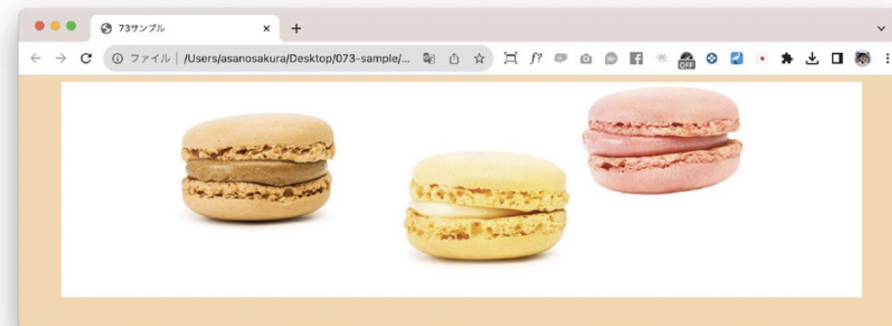 73サンプル
ファイル | /Users/asanosakura/Desktop/073-sample/...
f?
OFF